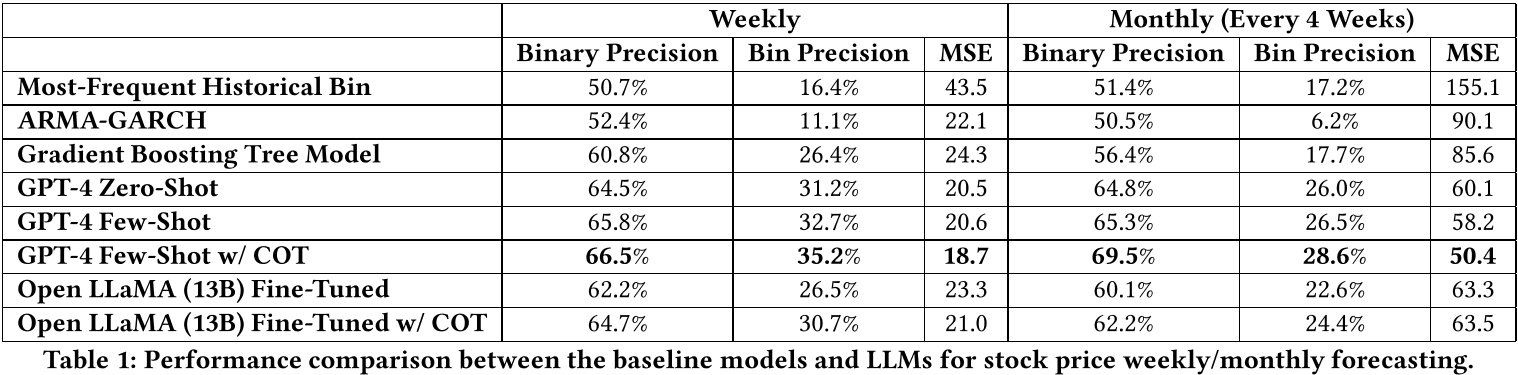 Weekly Monthly (Every 4 Weeks)
Binary Precision Bin Precision MSE Binary Precision Bin Precision MSE
Most-Frequent Historical Bin 50.7% 16.4% 43.5 51.4% 17.2% 155.1
ARMA-GARCH 52.4% 11.1% 22.1 50.5% 6.2% 90.1
Gradient Boosting Tree Model 60.8% 26.4% 24.3 56.4% 17.7% 85.6
GPT-4 Zero-Shot 64.5% 31.2% 20.5 64.8% 26.0% 60.1
GPT-4 Few-Shot 65.8% 32.7% 20.6 65.3% 26.5% 58.2
GPT-4 Few-Shot w/ COT 66.5% 35.2% 18.7 69.5% 28.6% 50.4
Open LLaMA (13B) Fine-Tuned 62.2% 26.5% 23.3 60.1% 22.6% 63.3
Open LLaMA (13B) Fine-Tuned w/ COT 64.7% 30.7% 21.0 62.2% 24.4% 63.5
Table 1: Performance comparison between the baseline models and LLMs for stock price weekly/monthly forecasting.